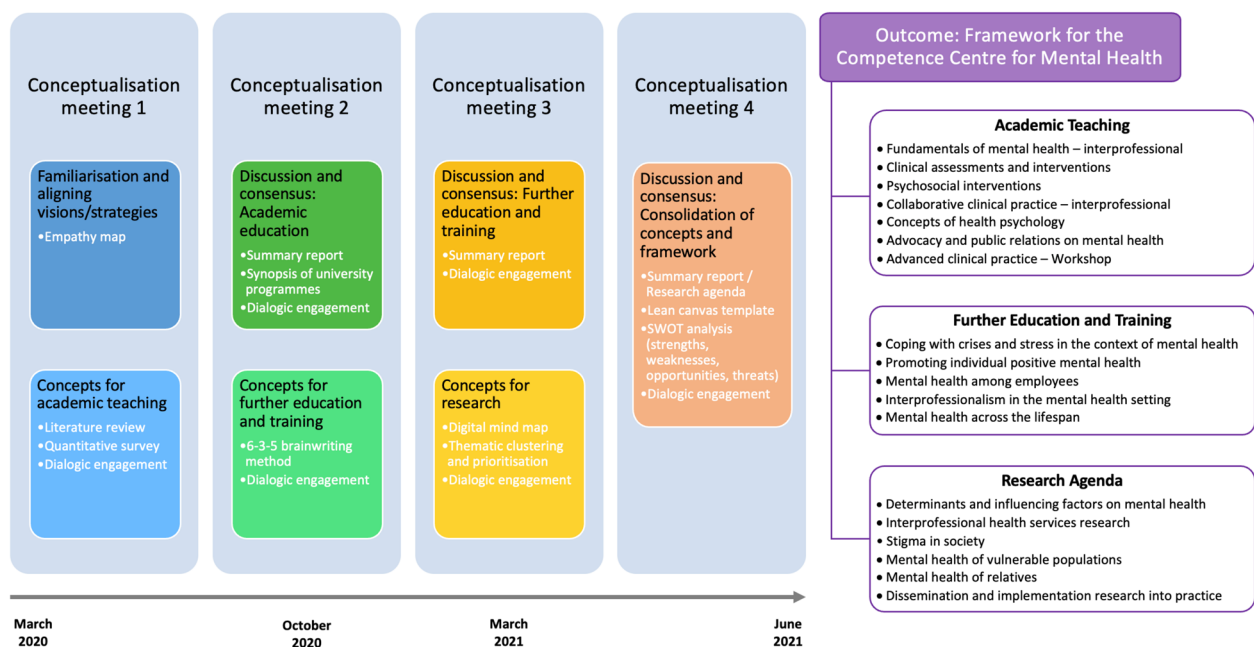 Conceptualisation
meeting 1
Familiarisation and
aligning
visions/strategies
•Empathy map
Concepts for
academic teaching
•Literature review
•Quantitative survey
•Dialogic engagement
Conceptualisation
meeting 2
Discussion and
consensus:
Academic
education
•Summary report
•Synopsis of university
programmes
•Dialogic engagement
Concepts for
further education
and training
•6-3-5 brainwriting
method
•Dialogic engagement
Conceptualisation
meeting 3
Discussion and
consensus: Further
education and
training
•Summary report
•Dialogic engagement
Concepts for
research
•Digital mind map
•Thematic clustering
and prioritisation
•Dialogic engagement
Conceptualisation
meeting 4
Discussion and
consensus:
Consolidation of
concepts and
framework
•Summary report /
Research agenda
•Lean canvas template
•SWOT analysis
(strengths,
weaknesses,
opportunities, threats)
•Dialogic engagement
March
2020
October
2020
March
2021
June
2021
Outcome: Framework for the
Competence Centre for Mental Health
Academic Teaching
• Fundamentals of mental health – interprofessional
• Clinical assessments and interventions
• Psychosocial interventions
• Collaborative clinical practice – interprofessional
• Concepts of health psychology
• Advocacy and public relations on mental health
• Advanced clinical practice – Workshop
Further Education and Training
• Coping with crises and stress in the context of mental health
• Promoting individual positive mental health
• Mental health among employees
• Interprofessionalism in the mental health setting
• Mental health across the lifespan
Research Agenda
• Determinants and influencing factors on mental health
• Interprofessional health services research
• Stigma in society
• Mental health of vulnerable populations
• Mental health of relatives
• Dissemination and implementation research into practice